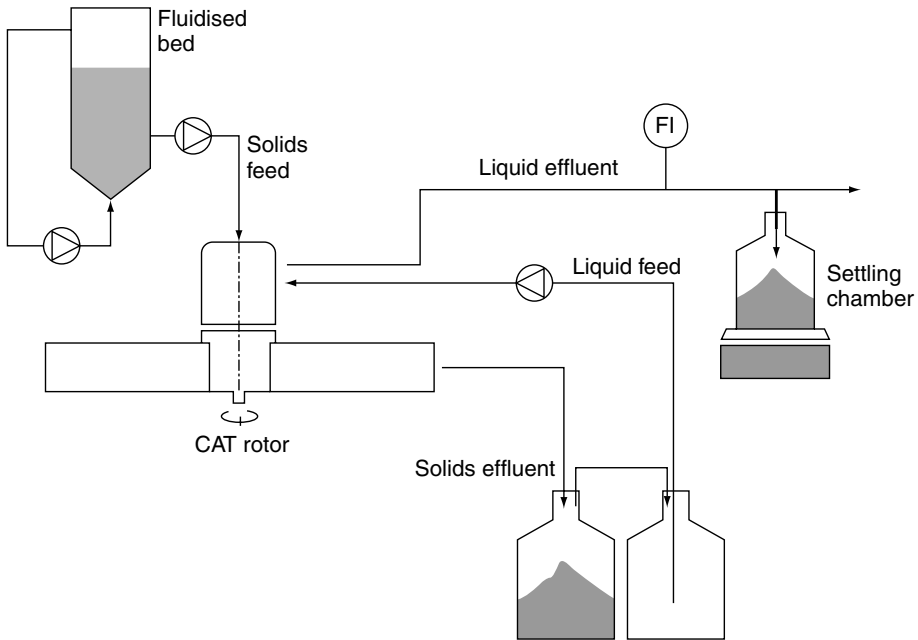 Fluidised
bed
Solids
feed
FI
Liquid effluent
Liquid feed
Settling
chamber
CAT rotor
Solids effluent